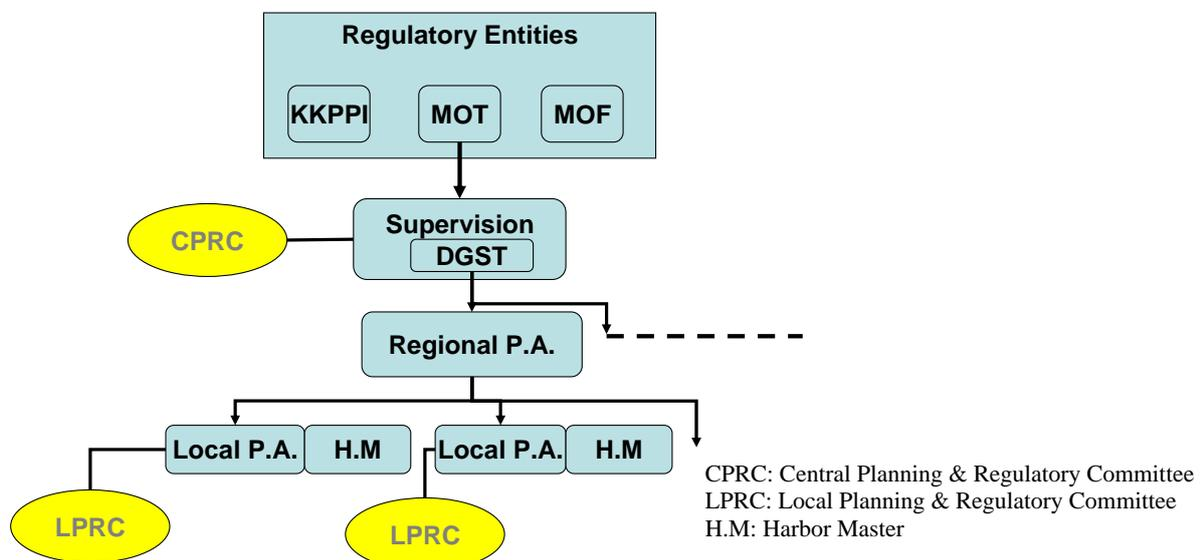 Regulatory Entities
KKPPI
MOT
MOF
Supervision
DGST
CPRC
Regional P.A.
Local P.A.
H.M
Local P.A.
H.M
LPRC
LPRC
CPRC: Central Planning & Regulatory Committee
LPRC: Local Planning & Regulatory Committee
H.M: Harbor Master